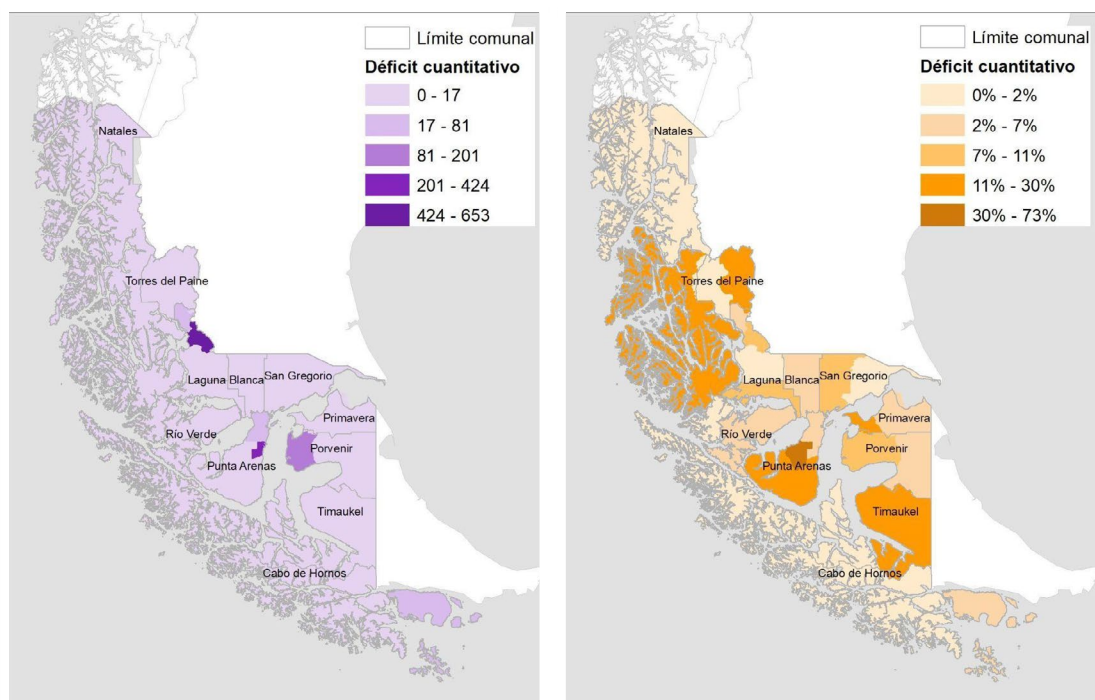 Límite comunal
Déficit cuantitativo
0 - 17
17 - 81
81 - 201
201 - 424
424 - 653
Natales
Torres del Paine
Laguna Blanca
San Gregorio
Primavera
Río Verde
Porvenir
Punta Arenas
Timaukel
Cabo de Hornos
Límite comunal
Déficit cuantitativo
0% - 2%
2% - 7%
7% - 11%
11% - 30%
30% - 73%
Natales
Torres del Paine
Laguna Blanca
San Gregorio
Primavera
Río Verde
Porvenir
Punta Arenas
Timaukel
Cabo de Hornos